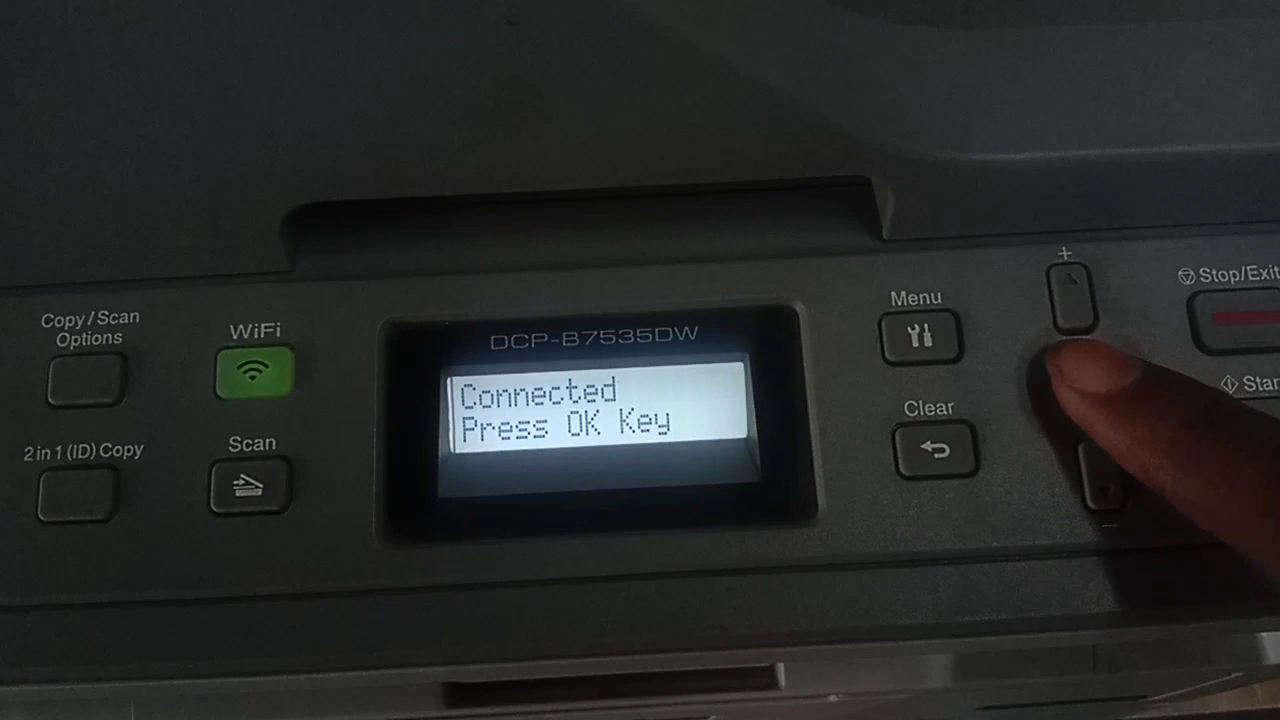 Copy/Scan
Options
WiFi
2 in 1 (ID) Copy
Scan
DCP-B7535DW
Connected
Press OK Key
Menu
Clear
+
Stop/Exit
Star
-